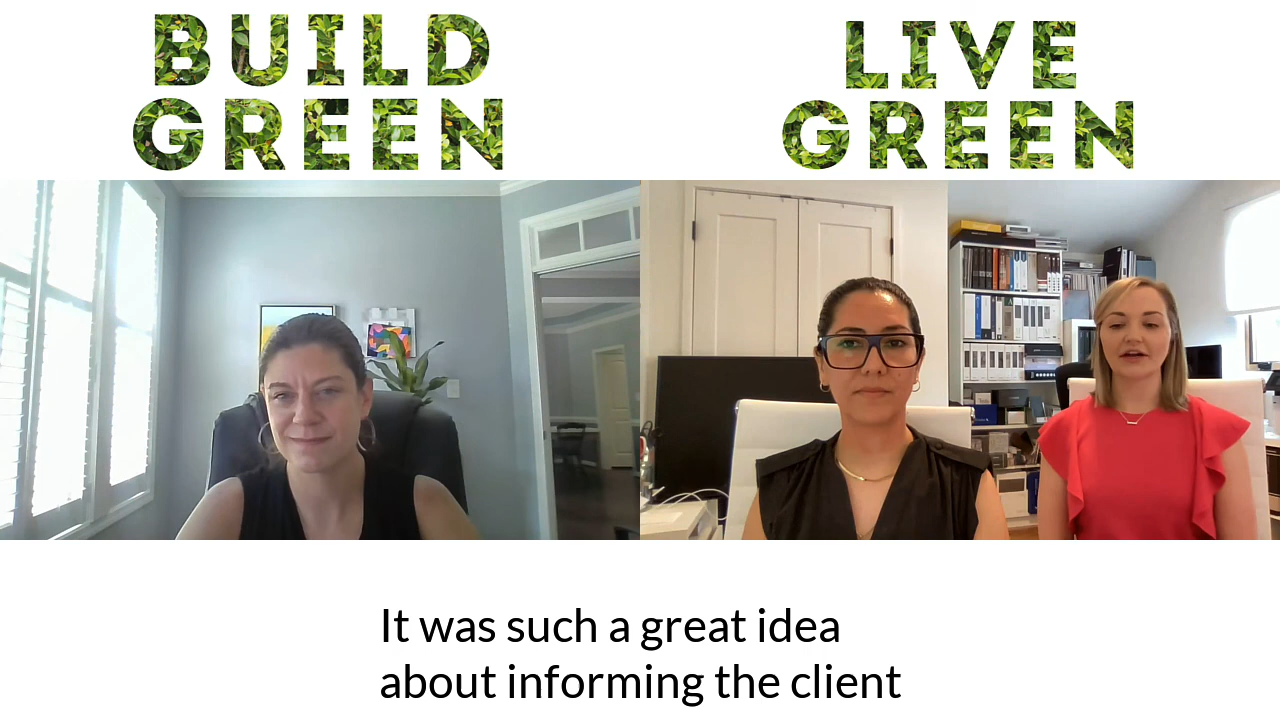 BUILD
GREEN
LIVE
GREEN
It was such a great idea
about informing the client